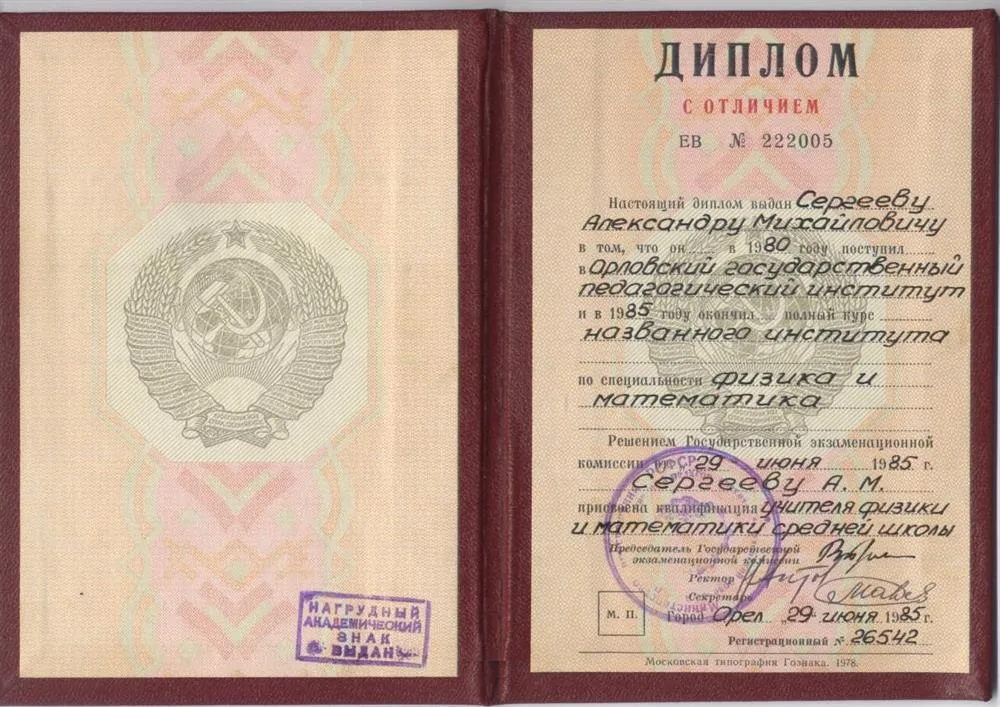 НАГРУДНЫЙ
АКАДЕМИЧЕСКИЙ
ЗНАК
ВЫДАН
ДИПЛОМ
С ОТЛИЧИЕМ
ЕВ № 222005
Настоящий диплом выдан Сергееву
Александру Михайловичу
в том, что он в 1980 году поступил
в Орловский государственный
педагогический институт
и в 1985 году окончил полный курс
названного института
по специальности физика и
математика
Решением Государственной экзаменационной
комиссии от 29 июня 1985 г.
Сергееву А. М.
присвоена квалификация учителя физики
и математики средней школы
Председатель Государственной
экзаменационной комиссии
Ректор
Секретарь
М. П. Город Орел „29" июня 1985 г.
Регистрационный № 26542
Московская типография Гознака. 1978.